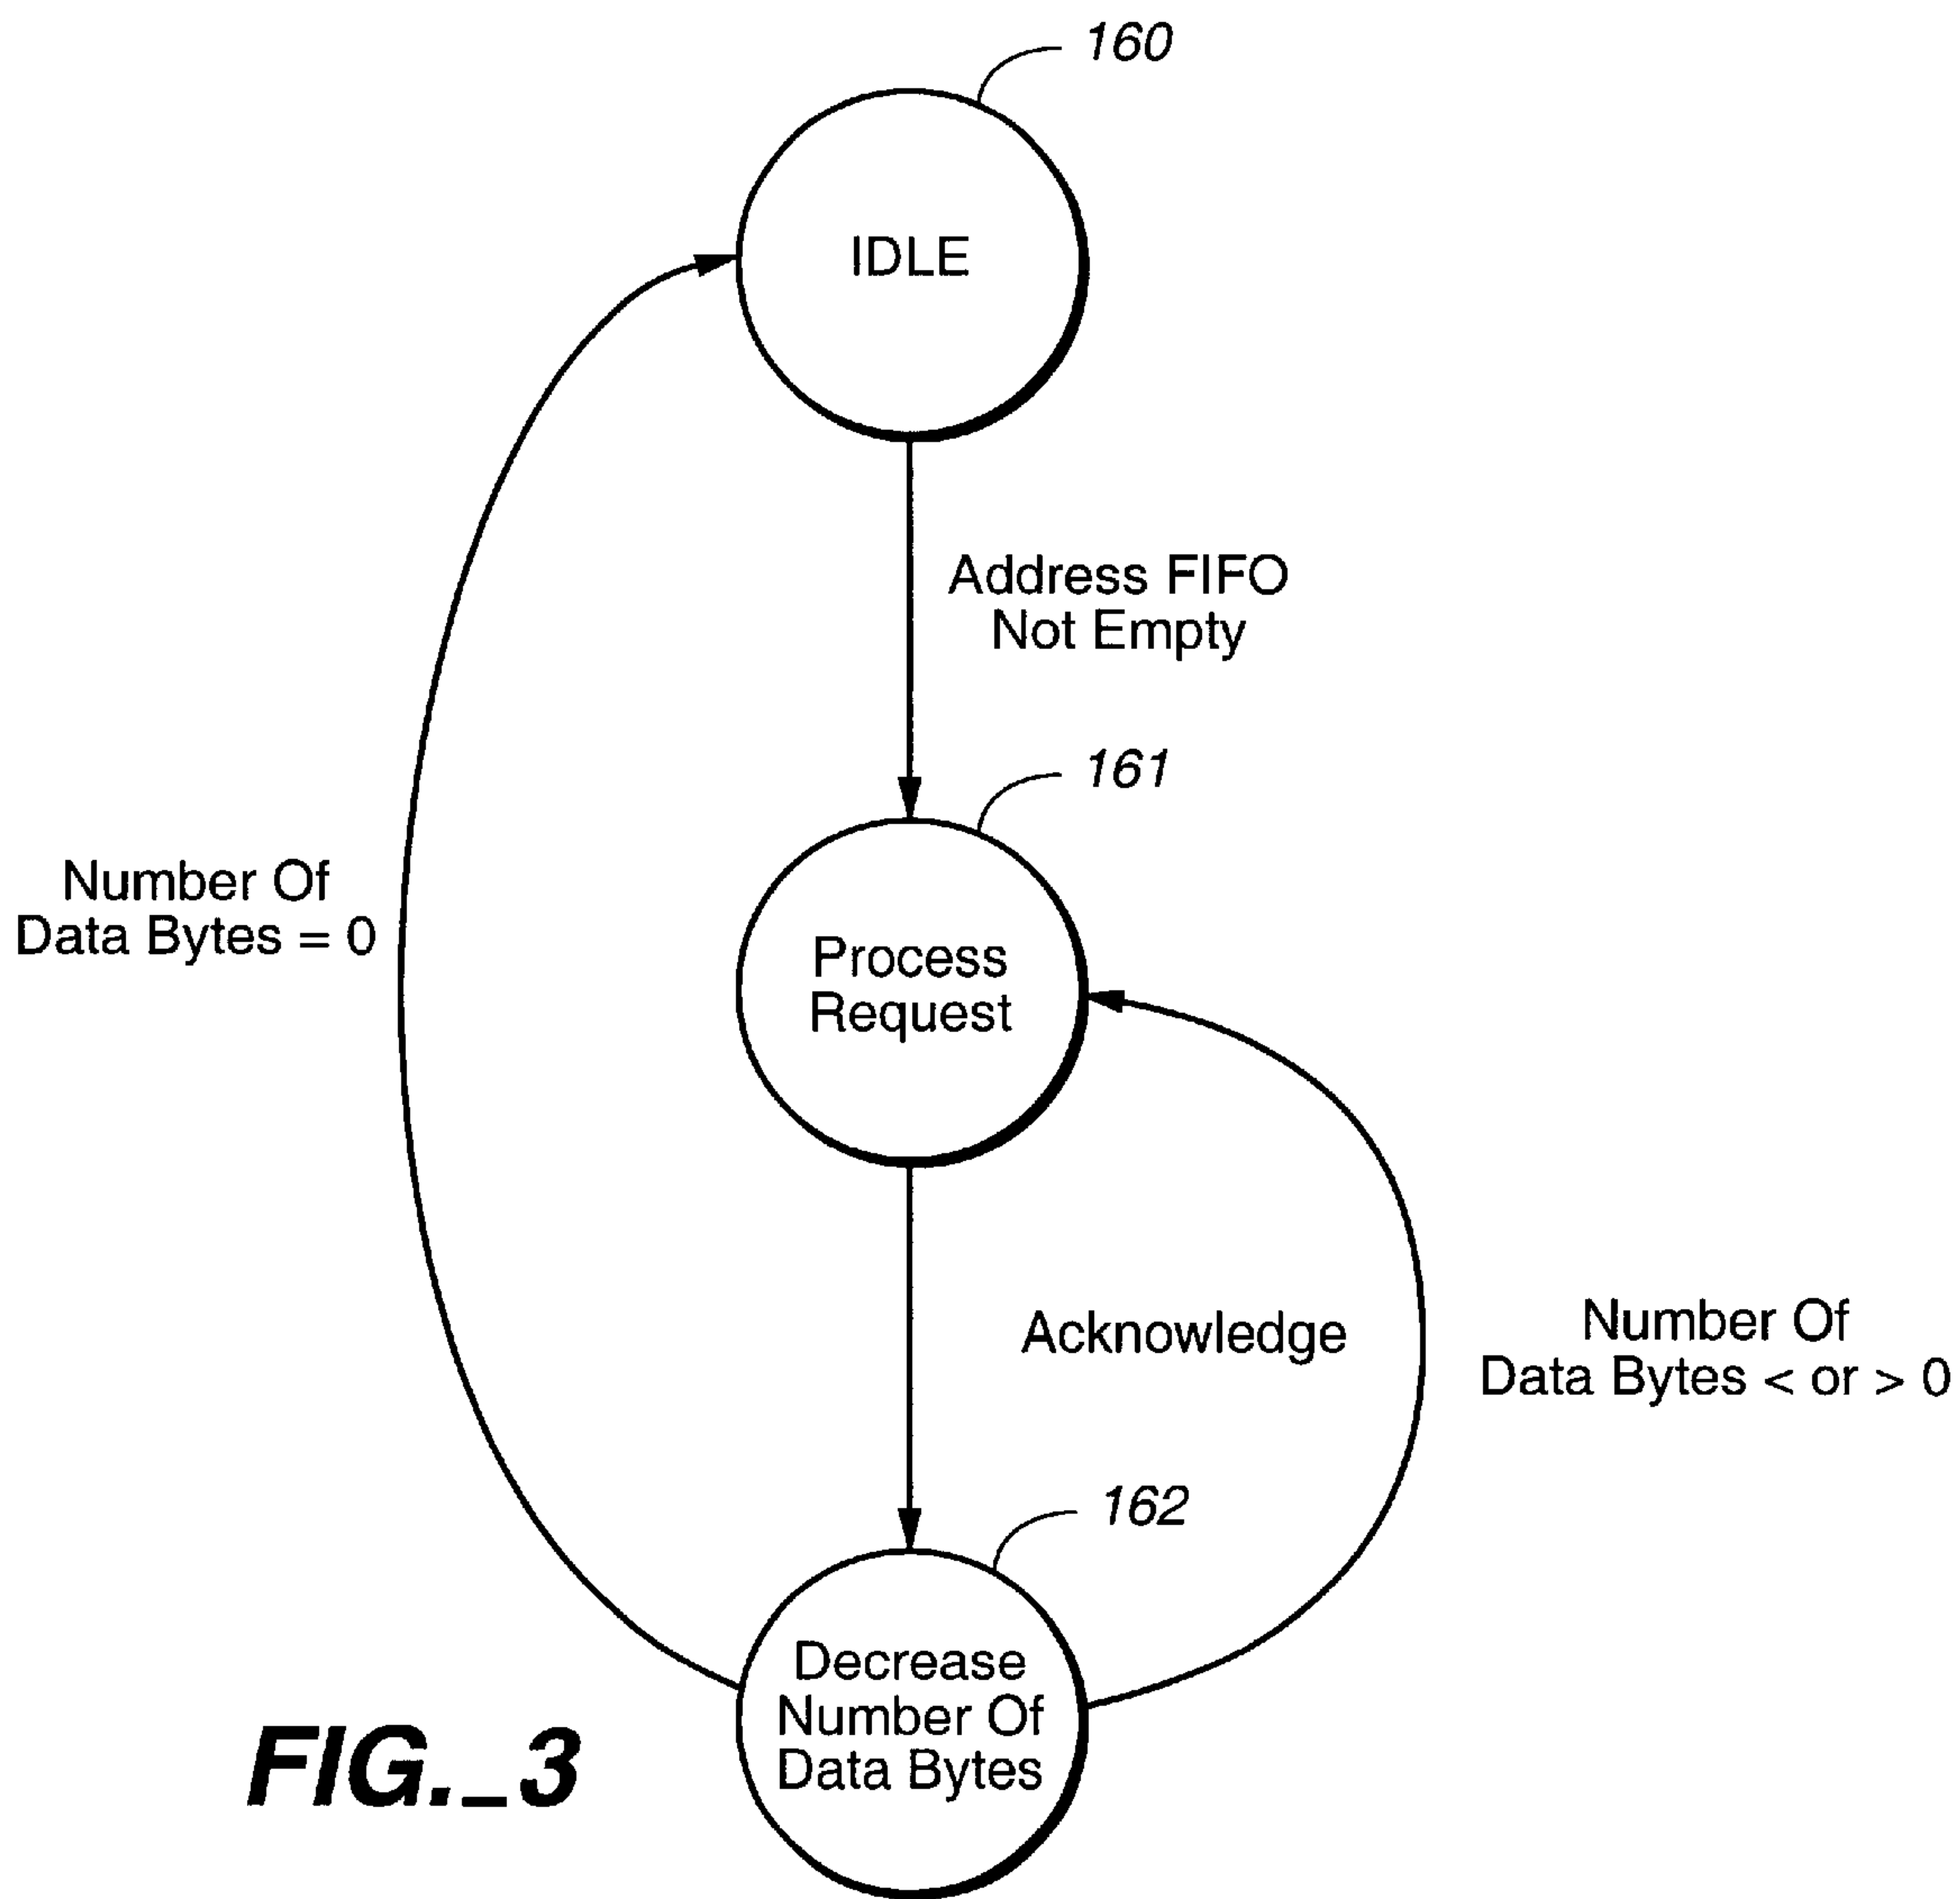 160
IDLE
Address FIFO
Not Empty
161
Number Of
Data Bytes = 0
Process
Request
Acknowledge
Number Of
Data Bytes < or > 0
162
Decrease
Number Of
Data Bytes
FIG._3